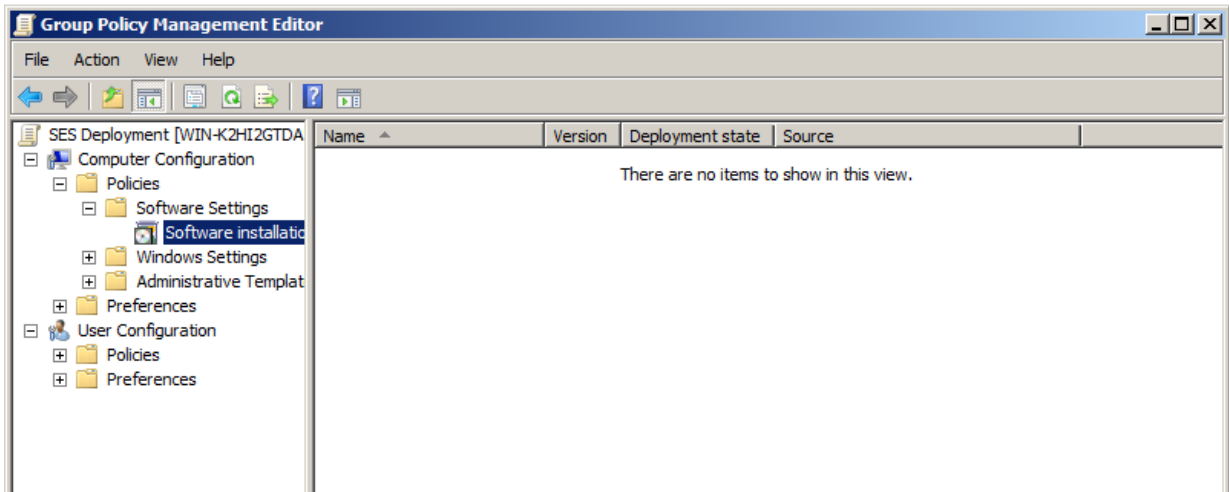 Group Policy Management Editor
File Action View Help
SES Deployment [WIN-K2HI2GTDA
Name Version Deployment state Source
Computer Configuration
There are no items to show in this view.
Policies
Software Settings
Software installatio
Windows Settings
Administrative Templat
Preferences
User Configuration
Policies
Preferences